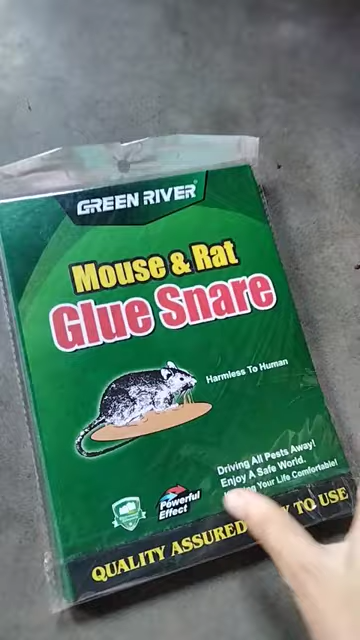 GREEN RIVER
Mouse & Rat
Glue Snare
Harmless To Human
Driving All Pests Away!
Enjoy A Safe World.
Your Life Comfortable!
Powerful
Effect
QUALITY ASSURED TO USE